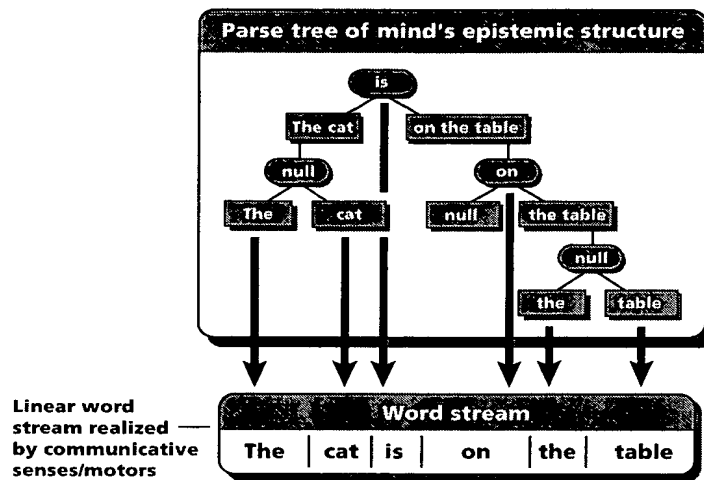 Parse tree of mind's epistemic structure
is
The cat
on the table
null
on
The
cat
null
the table
null
the
table
Linear word
stream realized
by communicative
senses/motors
Word stream
The cat is on the table